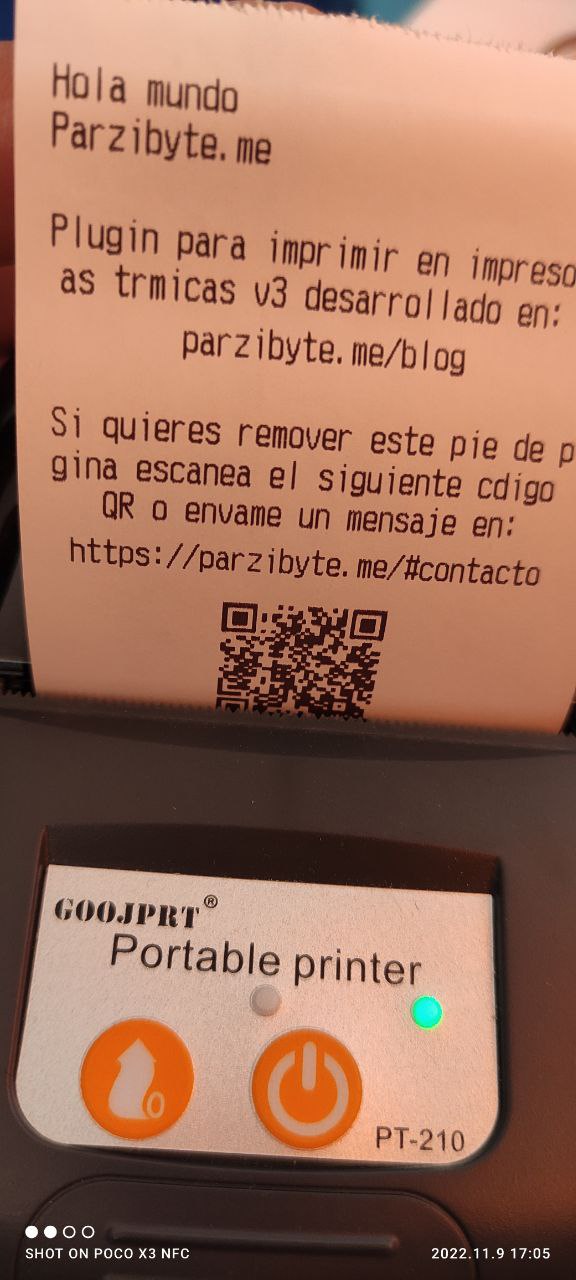 Hola mundo
Parzibyte.me
Plugin para imprimir en impreso
as trmicas v3 desarrollado en:
parzibyte.me/blog
Si quieres remover este pie de p
gina escanea el siguiente cdigo
QR o envame un mensaje en:
https://parzibyte.me/#contacto
GOOJPRT®
Portable printer
PT-210
SHOT ON POCO X3 NFC
2022.11.9 17:05